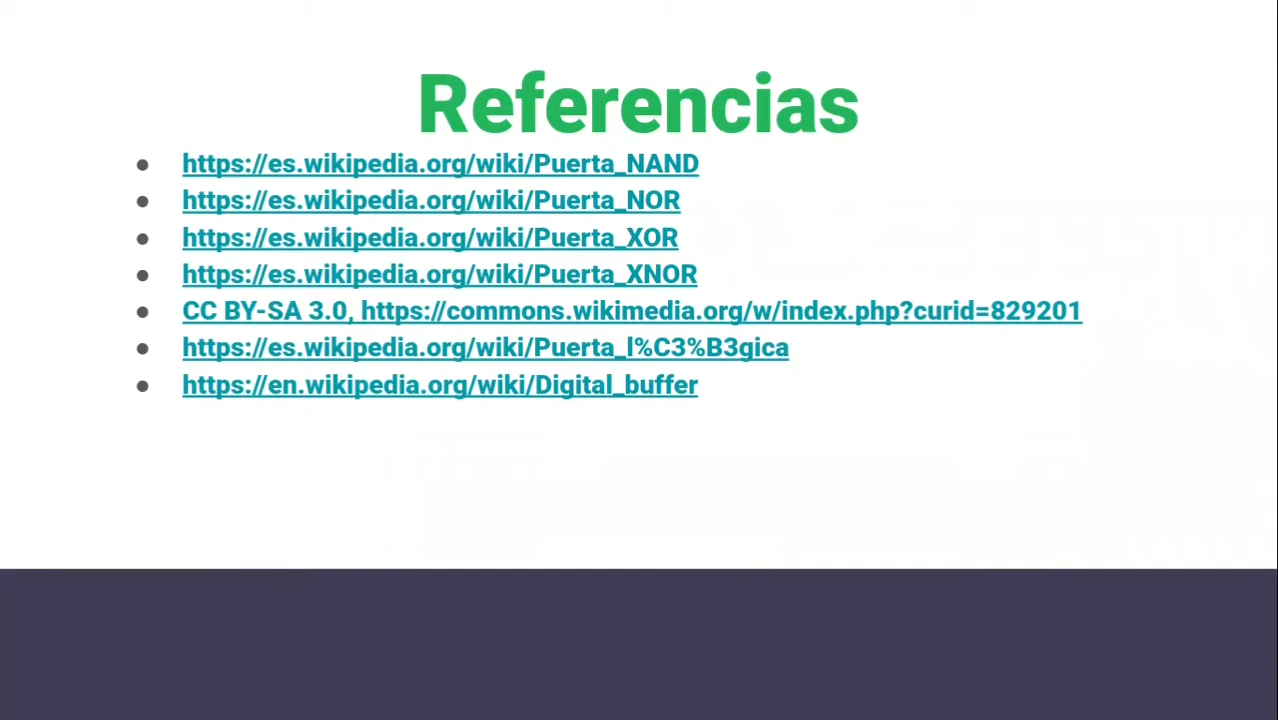 Referencias
https://es.wikipedia.org/wiki/Puerta_NAND
https://es.wikipedia.org/wiki/Puerta_NOR
https://es.wikipedia.org/wiki/Puerta_XOR
https://es.wikipedia.org/wiki/Puerta_XNOR
CC BY-SA 3.0, https://commons.wikimedia.org/w/index.php?curid=829201
https://es.wikipedia.org/wiki/Puerta_l%C3%B3gica
https://en.wikipedia.org/wiki/Digital_buffer